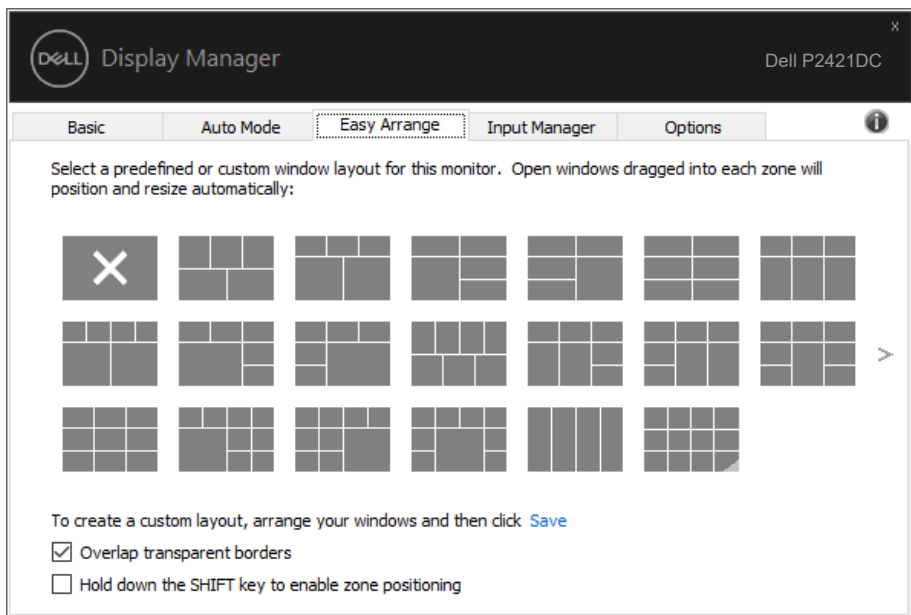 x
DELL Display Manager
Dell P2421DC
Basic Auto Mode Easy Arrange Input Manager Options
Select a predefined or custom window layout for this monitor. Open windows dragged into each zone will
position and resize automatically:
>
To create a custom layout, arrange your windows and then click Save
Overlap transparent borders
Hold down the SHIFT key to enable zone positioning